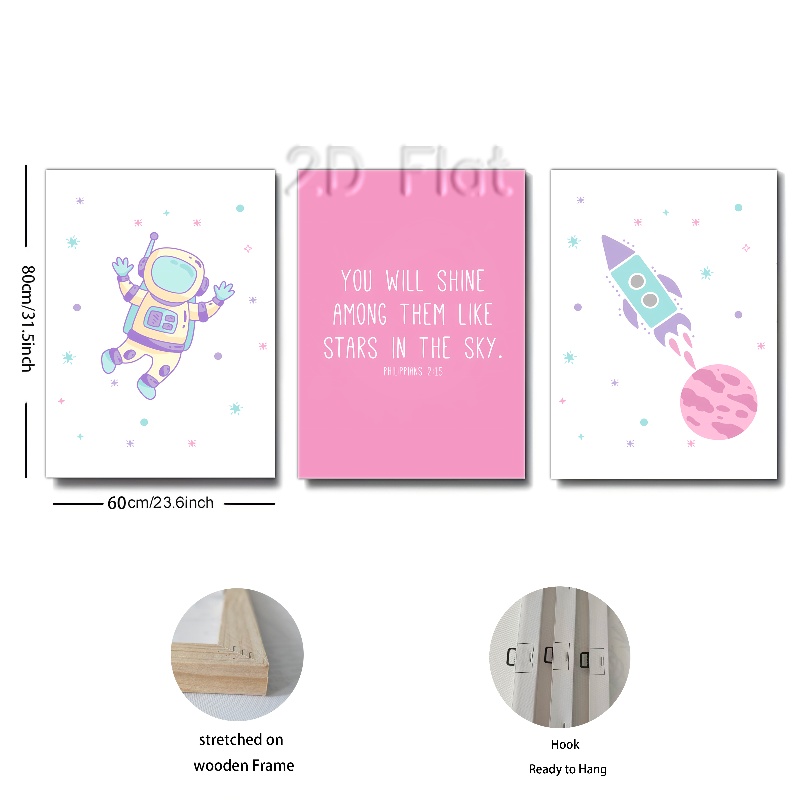 2D Flat
YOU WILL SHINE
AMONG THEM LIKE
STARS IN THE SKY.
PHILIPPIANS 2:15
80cm/31.5inch
60cm/23.6inch
stretched on
wooden Frame
Hook
Ready to Hang